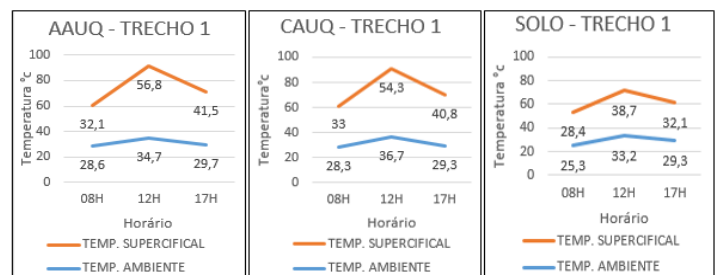 AAUQ - TRECHO 1
Temperatura °c
100
80
60
40
20
0
56,8
41,5
32,1
34,7
28,6
29,7
08H 12H 17H
Horário
TEMP. SUPERCIFICAL
TEMP. AMBIENTE
CAUQ - TRECHO 1
Temperatura°c
100
80
60
40
20
0
54,3
40,8
33
36,7
28,3
29,3
08H 12H 17H
Horário
TEMP. SUPERCIFICAL
TEMP. AMBIENTE
SOLO - TRECHO 1
Temperatura °c
100
80
60
40
20
0
38,7
32,1
28,4
33,2
25,3
29,3
08H 12H 17H
Horário
TEMP. SUPERCIFICAL
TEMP. AMBIENTE